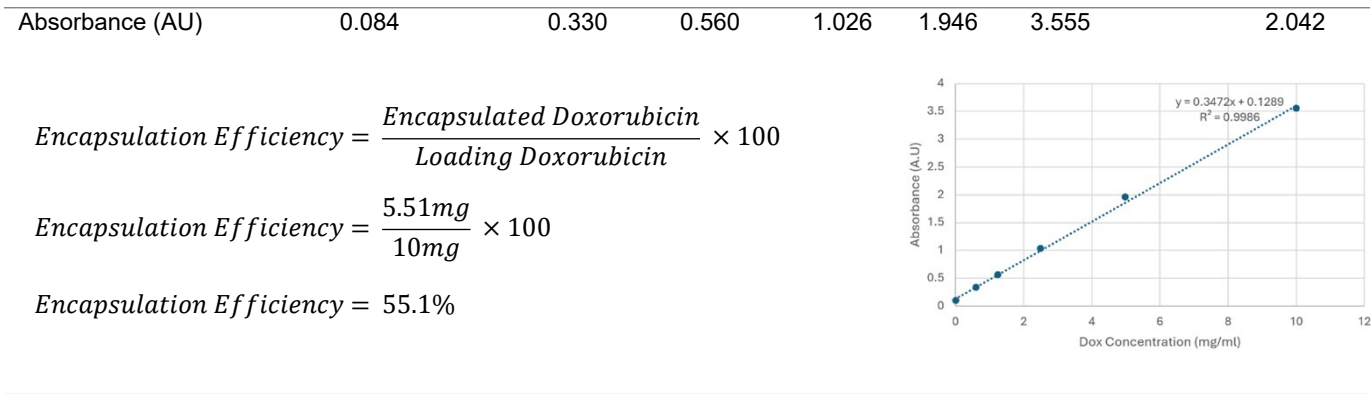 Absorbance (AU) 0.084 0.330 0.560 1.026 1.946 3.555 2.042
Encapsulation Efficiency = Encapsulated Doxorubicin / Loading Doxorubicin × 100
Encapsulation Efficiency = 5.51mg / 10mg × 100
Encapsulation Efficiency = 55.1%
4
3.5
3
2.5
2
1.5
1
0.5
0
Absorbance (A.U)
y = 0.3472x + 0.1289
R² = 0.9986
0 2 4 6 8 10 12
Dox Concentration (mg/ml)